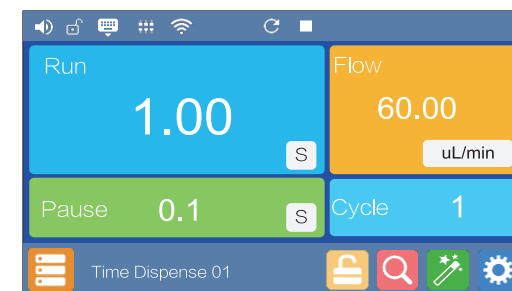 Run
1.00
S
Flow
60.00
uL/min
Pause
0.1
S
Cycle
1
Time Dispense 01